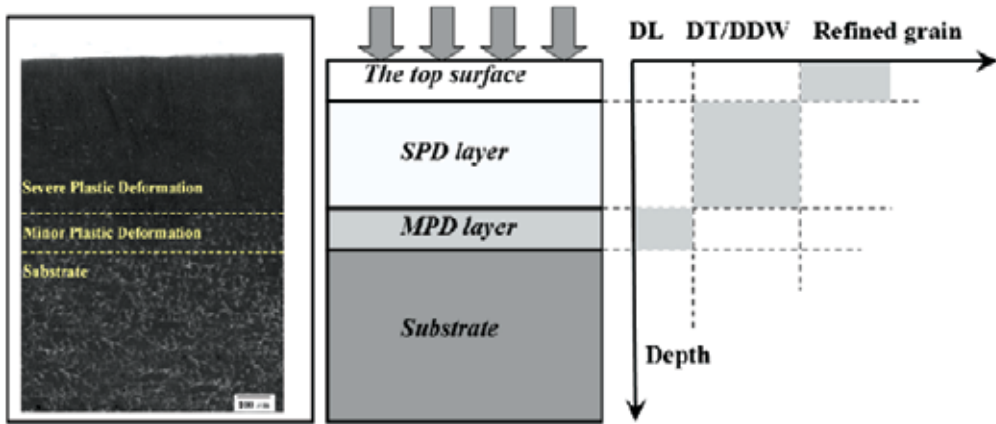 Severe Plastic Deformation
Minor Plastic Deformation
Substrate
The top surface
SPD layer
MPD layer
Substrate
DL DT/DDW Refined grain
Depth